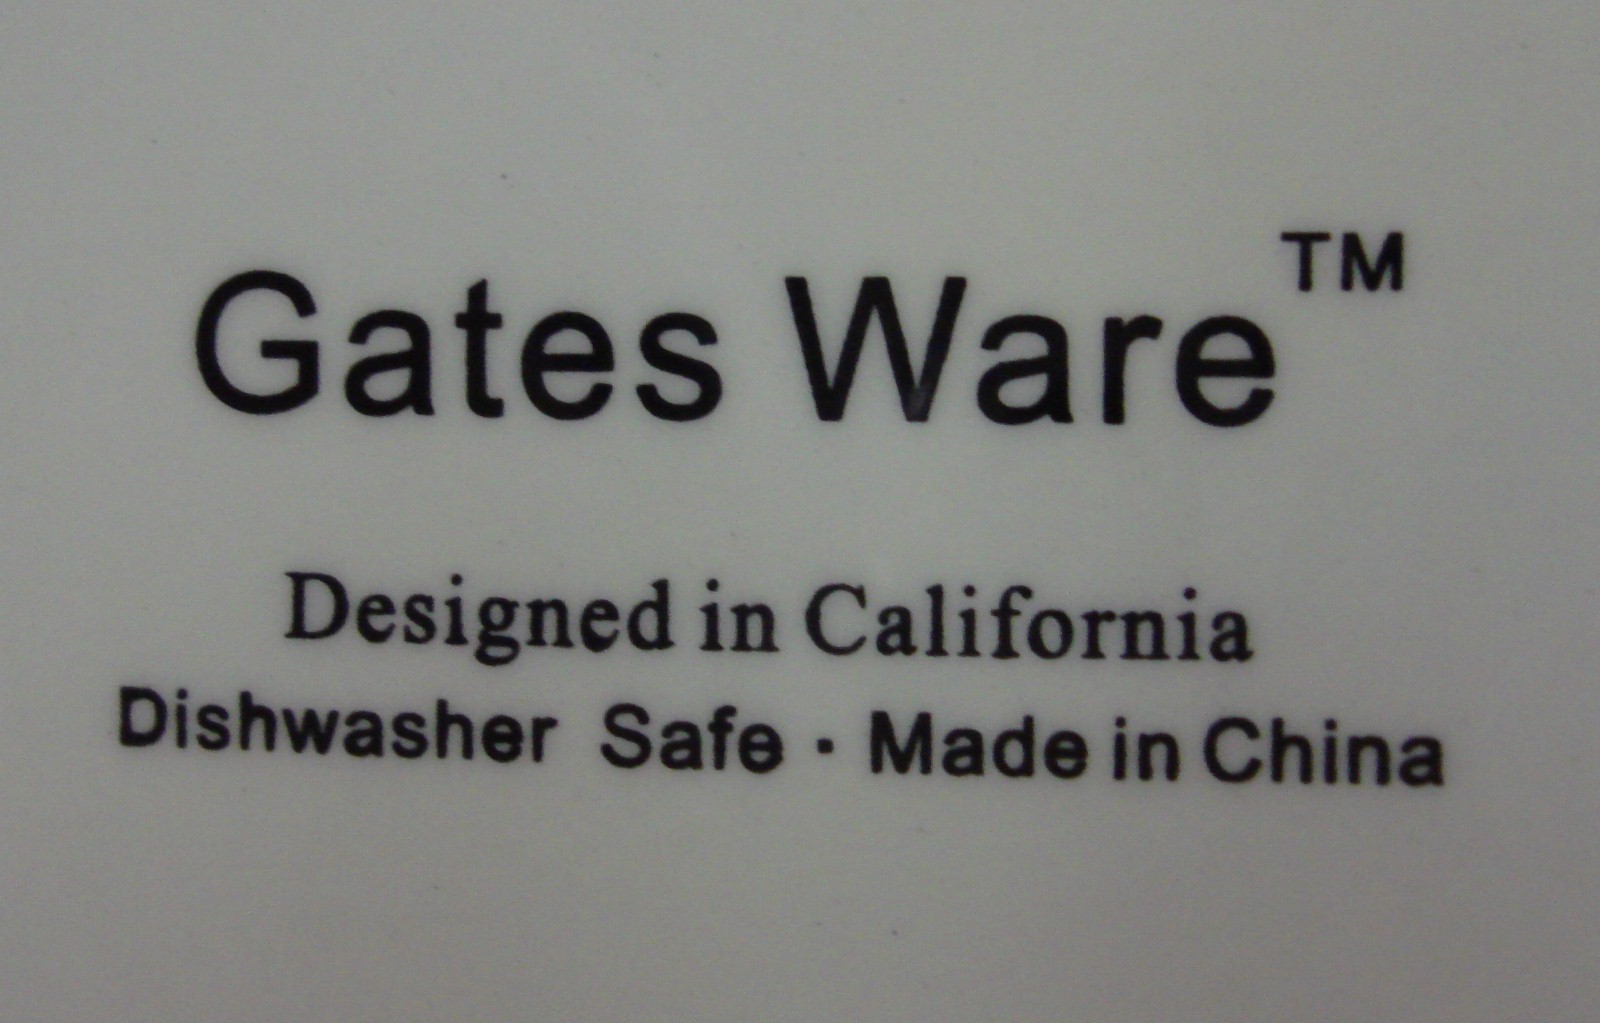 Gates Ware™
Designed in California
Dishwasher Safe · Made in China